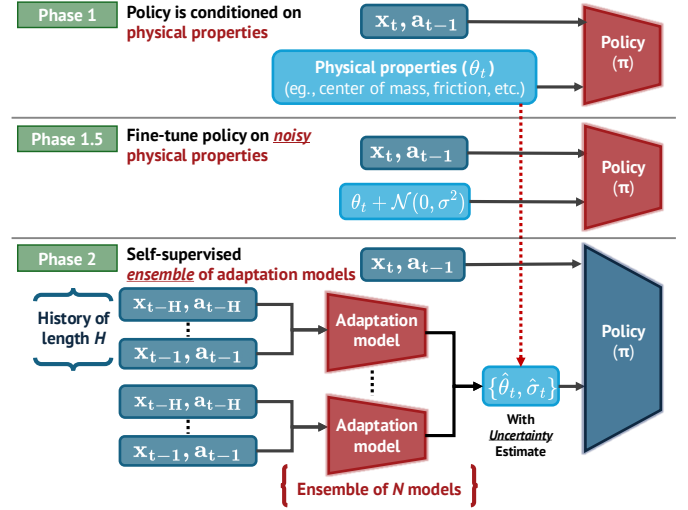 Phase 1
Policy is conditioned on
physical properties
x_t, a_{t-1}
Physical properties (θ_t)
(eg., center of mass, friction, etc.)
Policy
(π)
Phase 1.5
Fine-tune policy on noisy
physical properties
x_t, a_{t-1}
θ_t + N(0, σ²)
Policy
(π)
Phase 2
Self-supervised
ensemble of adaptation models
x_t, a_{t-1}
History of
length H
x_{t-H}, a_{t-H}
x_{t-1}, a_{t-1}
Adaptation
model
x_{t-H}, a_{t-H}
x_{t-1}, a_{t-1}
Adaptation
model
{θ̂_t, σ̂_t}
With
Uncertainty
Estimate
Policy
(π)
{ Ensemble of N models }